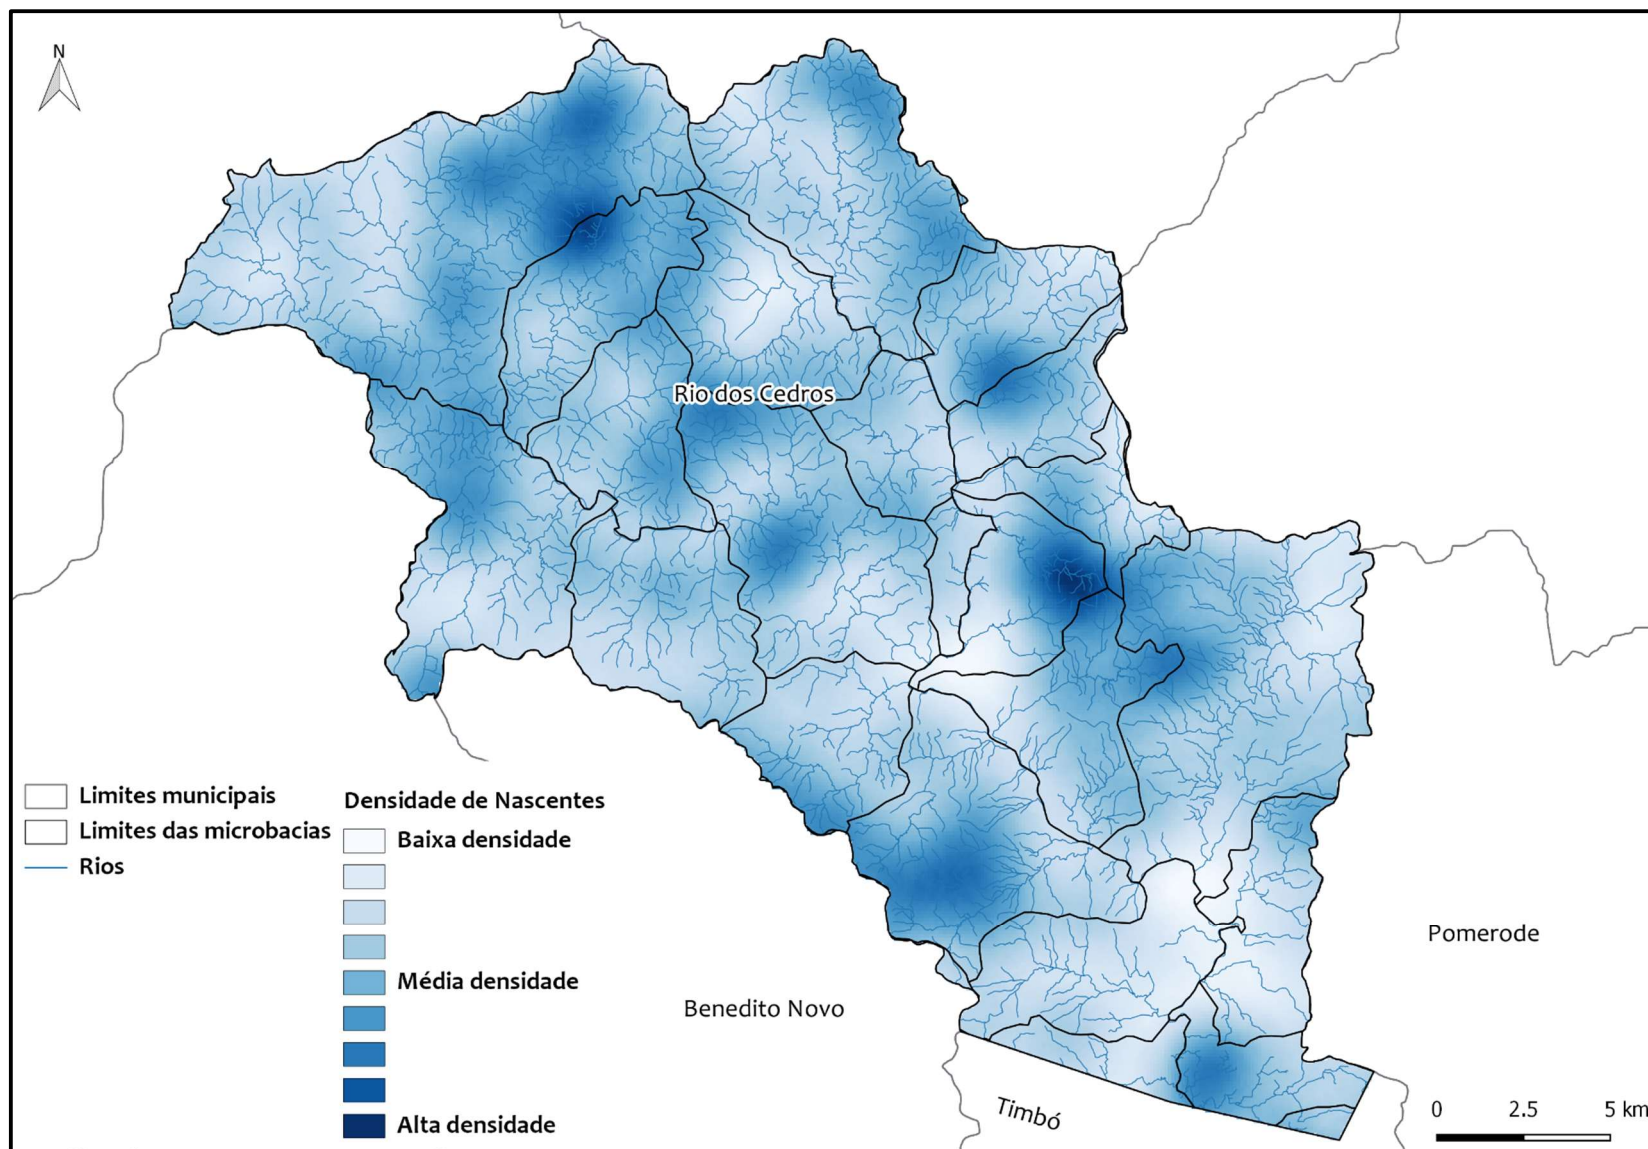 N
Rio dos Cedros
Limites municipais
Limites das microbacias
Rios
Densidade de Nascentes
Baixa densidade
Média densidade
Alta densidade
Pomerode
Benedito Novo
Timbó
0 2.5 5 km